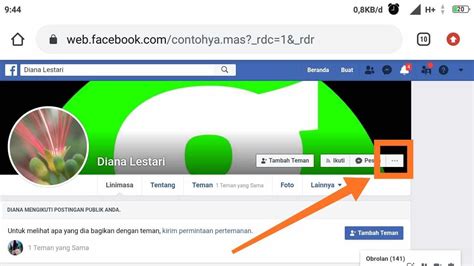 9:44
0,8KB/d H+ 20
web.facebook.com/contohya.mas?_rdc=1&_rdr 10
f Diana Lestari
Beranda Buat
Diana Lestari
Tambah Teman Ikuti ...
Linimasa Tentang Teman 1 Teman yang Sama Foto Lainnya
DIANA MENGIKUTI POSTINGAN PUBLIK ANDA.
Untuk melihat apa yang dia bagikan dengan teman, kirim permintaan pertemanan.
Tambah Teman
1 Teman yang Sama
Obrolan (141)